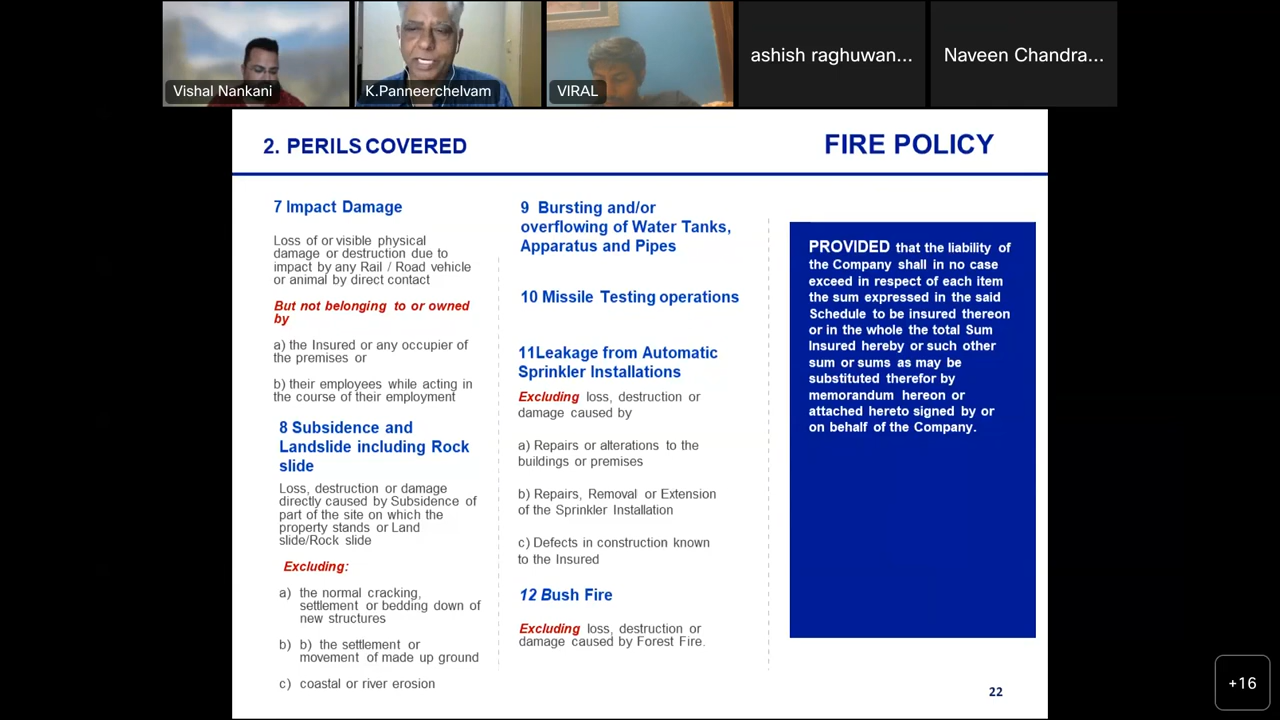 Vishal Nankani
K.Panneerchelvam
VIRAL
ashish raghuwan...
Naveen Chandra...
2. PERILS COVERED
FIRE POLICY
7 Impact Damage
Loss of or visible physical
damage or destruction due to
impact by any Rail / Road vehicle
or animal by direct contact
But not belonging to or owned
by
a) the Insured or any occupier of
the premises or
b) their employees while acting in
the course of their employment
8 Subsidence and
Landslide including Rock
slide
Loss, destruction or damage
directly caused by Subsidence of
part of the site on which the
property stands or Land
slide/Rock slide
Excluding:
a) the normal cracking,
settlement or bedding down of
new structures
b) b) the settlement or
movement of made up ground
c) coastal or river erosion
9 Bursting and/or
overflowing of Water Tanks,
Apparatus and Pipes
10 Missile Testing operations
11Leakage from Automatic
Sprinkler Installations
Excluding loss, destruction or
damage caused by
a) Repairs or alterations to the
buildings or premises
b) Repairs, Removal or Extension
of the Sprinkler Installation
c) Defects in construction known
to the Insured
12 Bush Fire
Excluding loss, destruction or
damage caused by Forest Fire.
PROVIDED that the liability of
the Company shall in no case
exceed in respect of each item
the sum expressed in the said
Schedule to be insured thereon
or in the whole the total Sum
Insured hereby or such other
sum or sums as may be
substituted therefor by
memorandum hereon or
attached hereto signed by or
on behalf of the Company.
22
+16